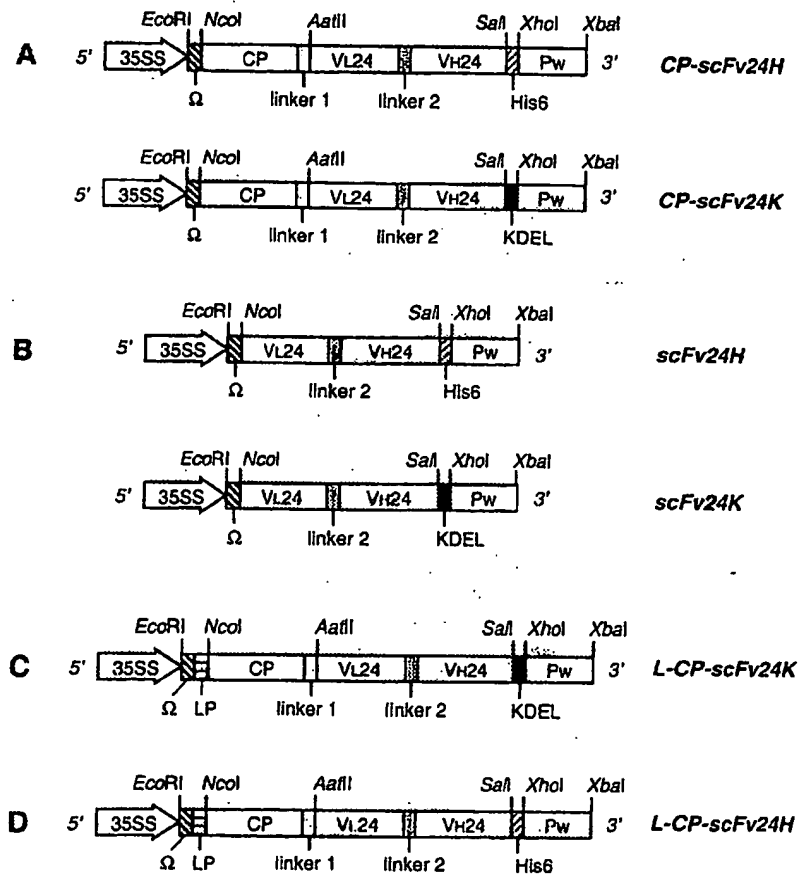 EcoRI NcoI AatII SalI XhoI XbaI
A 5' 35SS CP VL24 VH24 Pw 3' CP-scFv24H
Ω linker 1 linker 2 His6
EcoRI NcoI AatII SalI XhoI XbaI
5' 35SS CP VL24 VH24 Pw 3' CP-scFv24K
Ω linker 1 linker 2 KDEL
EcoRI NcoI SalI XhoI XbaI
B 5' 35SS VL24 VH24 Pw 3' scFv24H
Ω linker 2 His6
EcoRI NcoI SalI XhoI XbaI
5' 35SS VL24 VH24 Pw 3' scFv24K
Ω linker 2 KDEL
EcoRI NcoI AatII SalI XhoI XbaI
C 5' 35SS CP VL24 VH24 Pw 3' L-CP-scFv24K
Ω LP linker 1 linker 2 KDEL
EcoRI NcoI AatII SalI XhoI XbaI
D 5' 35SS CP VL24 VH24 Pw 3' L-CP-scFv24H
Ω LP linker 1 linker 2 His6